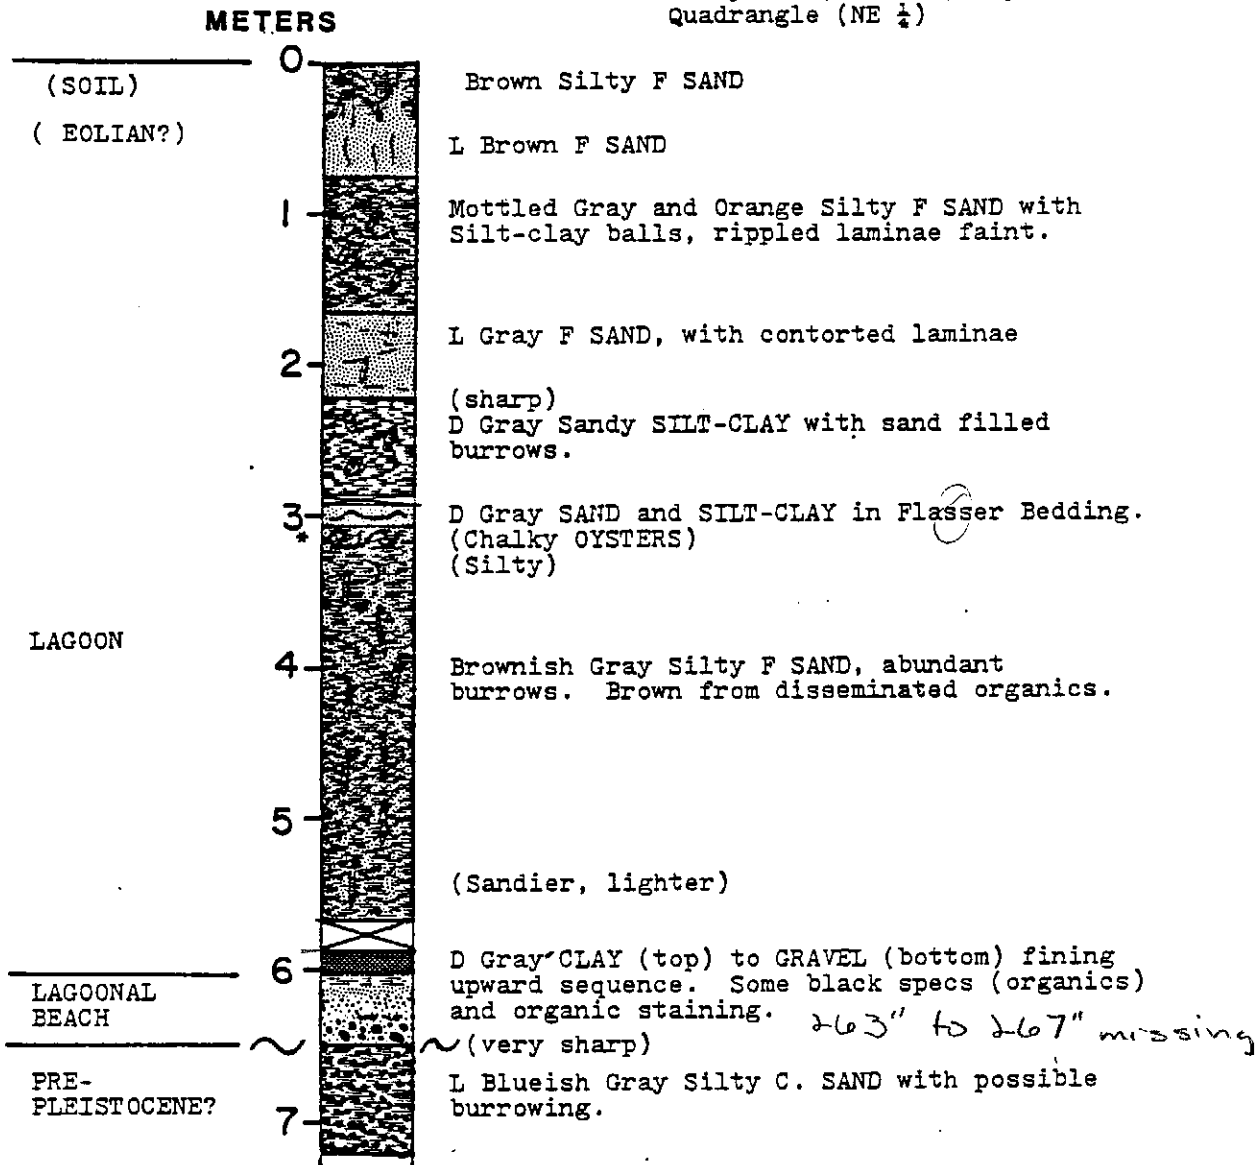 Quadrangle (NE ¼)
METERS
0
(SOIL)
Brown Silty F SAND
( EOLIAN?)
L Brown F SAND
1
Mottled Gray and Orange Silty F SAND with
Silt-clay balls, rippled laminae faint.
L Gray F SAND, with contorted laminae
2
(sharp)
D Gray Sandy SILT-CLAY with sand filled
burrows.
3
*
D Gray SAND and SILT-CLAY in Flasser Bedding.
(Chalky OYSTERS)
(Silty)
LAGOON
4
Brownish Gray Silty F SAND, abundant
burrows. Brown from disseminated organics.
5
(Sandier, lighter)
6
D Gray CLAY (top) to GRAVEL (bottom) fining
upward sequence. Some black specs (organics)
and organic staining.
263" to 267" missing
LAGOONAL
BEACH
(very sharp)
PRE-
PLEISTOCENE?
L Blueish Gray Silty C. SAND with possible
burrowing.
7